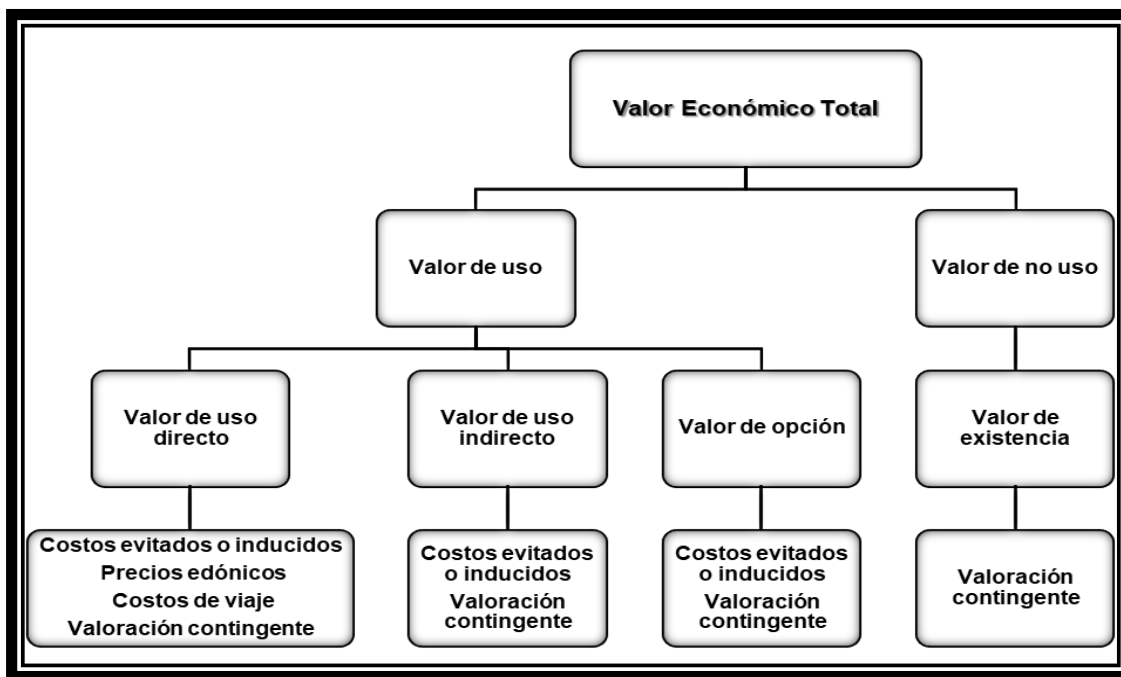 Valor Económico Total
Valor de uso
Valor de no uso
Valor de uso
directo
Valor de uso
indirecto
Valor de opción
Valor de
existencia
Costos evitados o inducidos
Precios edónicos
Costos de viaje
Valoración contingente
Costos evitados
o inducidos
Valoración
contingente
Costos evitados
o inducidos
Valoración
contingente
Valoración
contingente